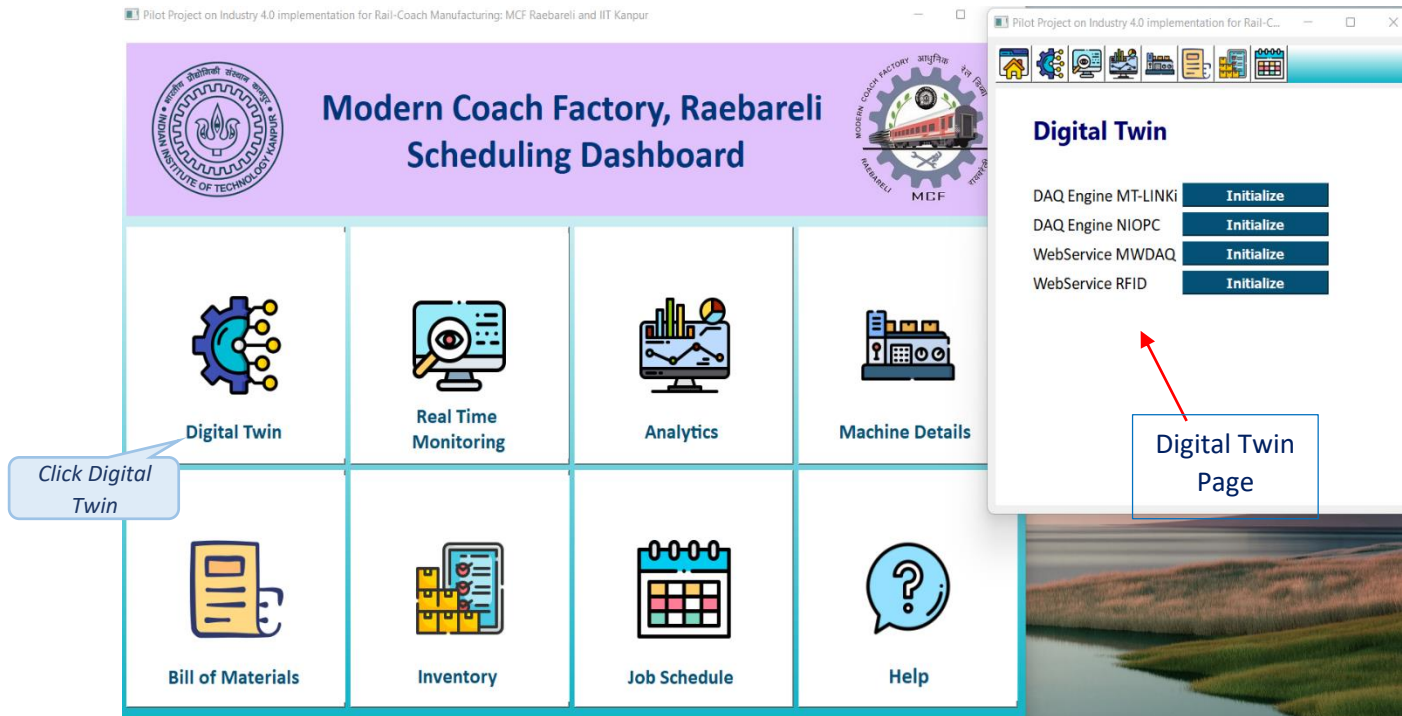 Pilot Project on Industry 4.0 implementation for Rail-Coach Manufacturing: MCF Raebareli and IIT Kanpur
भारतीय प्रौद्योगिकी संस्थान कानपुर
INDIAN INSTITUTE OF TECHNOLOGY KANPUR
Modern Coach Factory, Raebareli
Scheduling Dashboard
MODERN COACH FACTORY
आधुनिक रेल डिब्बा
RAEBARELI
रायबरेली
MCF
Digital Twin
Real Time
Monitoring
Analytics
Machine Details
Click Digital
Twin
Bill of Materials
Inventory
Job Schedule
Help
Pilot Project on Industry 4.0 implementation for Rail-C...
Digital Twin
DAQ Engine MT-LINKi Initialize
DAQ Engine NIOPC Initialize
WebService MWDAQ Initialize
WebService RFID Initialize
Digital Twin
Page